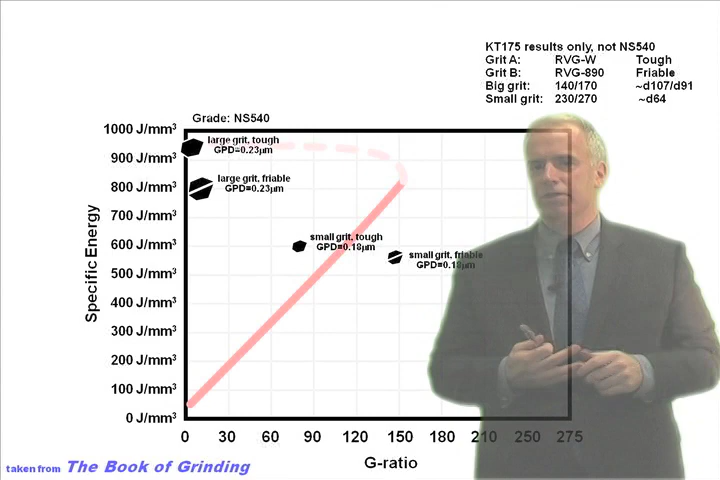 KT175 results only, not NS540
Grit A: RVG-W Tough
Grit B: RVG-890 Friable
Big grit: 140/170 ~d107/d91
Small grit: 230/270 ~d64
Grade: NS540
1000 J/mm³
900 J/mm³
800 J/mm³
700 J/mm³
600 J/mm³
500 J/mm³
400 J/mm³
300 J/mm³
200 J/mm³
100 J/mm³
0 J/mm³
Specific Energy
large grit, tough
GPD=0.23µm
large grit, friable
GPD=0.23µm
small grit, tough
GPD=0.18µm
small grit, friable
GPD=0.18µm
0 30 60 90 120 150 180 210 250 275
G-ratio
taken from The Book of Grinding